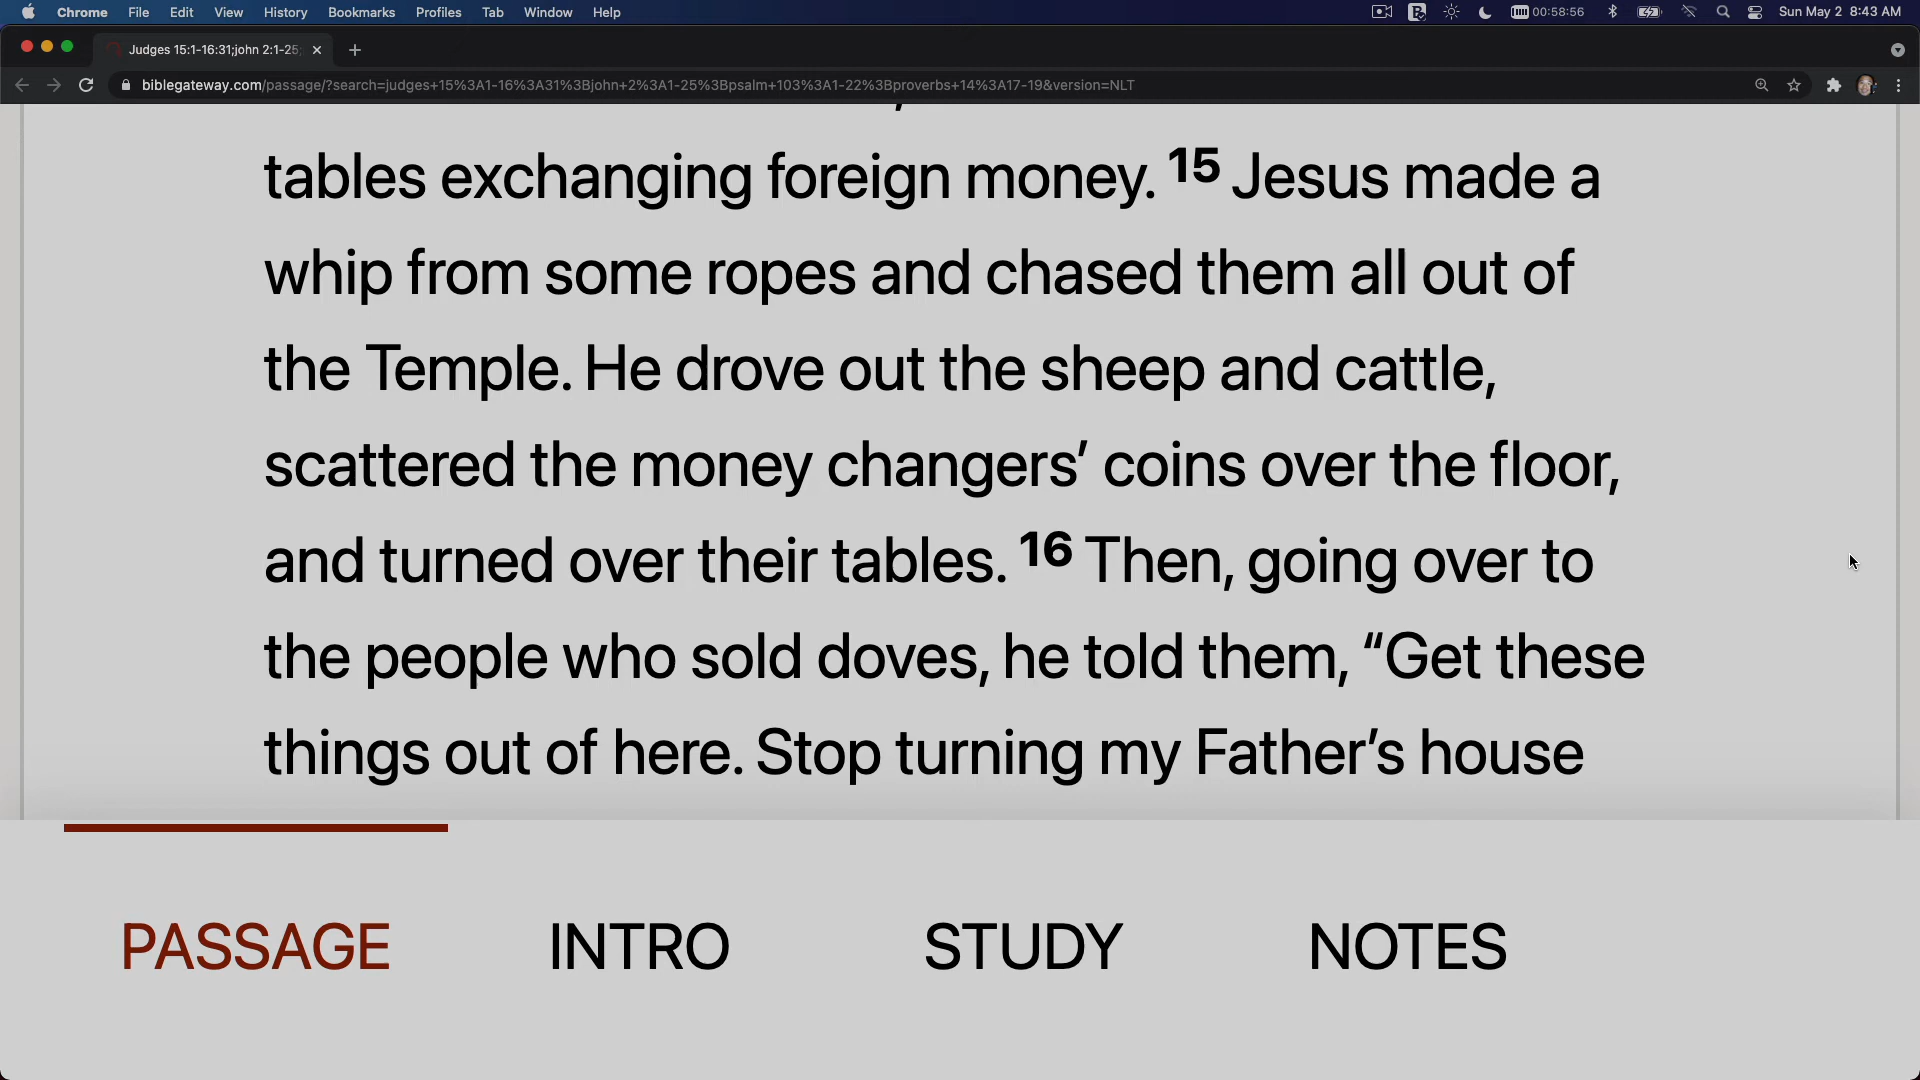 Chrome File Edit View History Bookmarks Profiles Tab Window Help 00:58:56 Sun May 2 8:43 AM
Judges 15:1-16:31;john 2:1-25;
biblegateway.com/passage/?search=judges+15%3A1-16%3A31%3Bjohn+2%3A1-25%3Bpsalm+103%3A1-22%3Bproverbs+14%3A17-19&version=NLT
tables exchanging foreign money. 15 Jesus made a
whip from some ropes and chased them all out of
the Temple. He drove out the sheep and cattle,
scattered the money changers’ coins over the floor,
and turned over their tables. 16 Then, going over to
the people who sold doves, he told them, “Get these
things out of here. Stop turning my Father’s house
PASSAGE INTRO STUDY NOTES